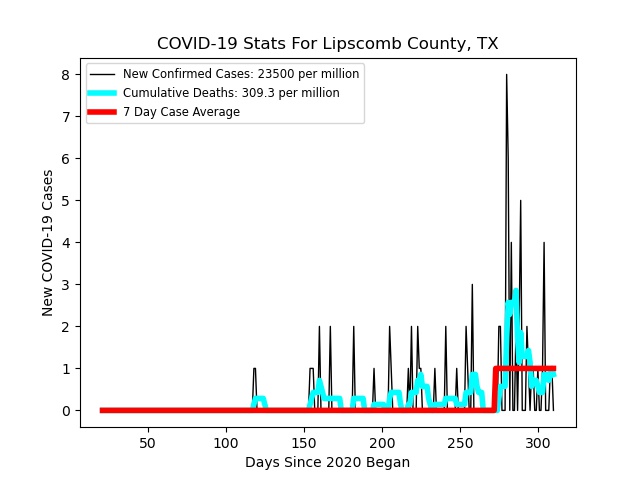 COVID-19 Stats For Lipscomb County, TX
New Confirmed Cases: 23500 per million
Cumulative Deaths: 309.3 per million
7 Day Case Average
8
7
6
5
4
3
2
1
0
New COVID-19 Cases
50 100 150 200 250 300
Days Since 2020 Began